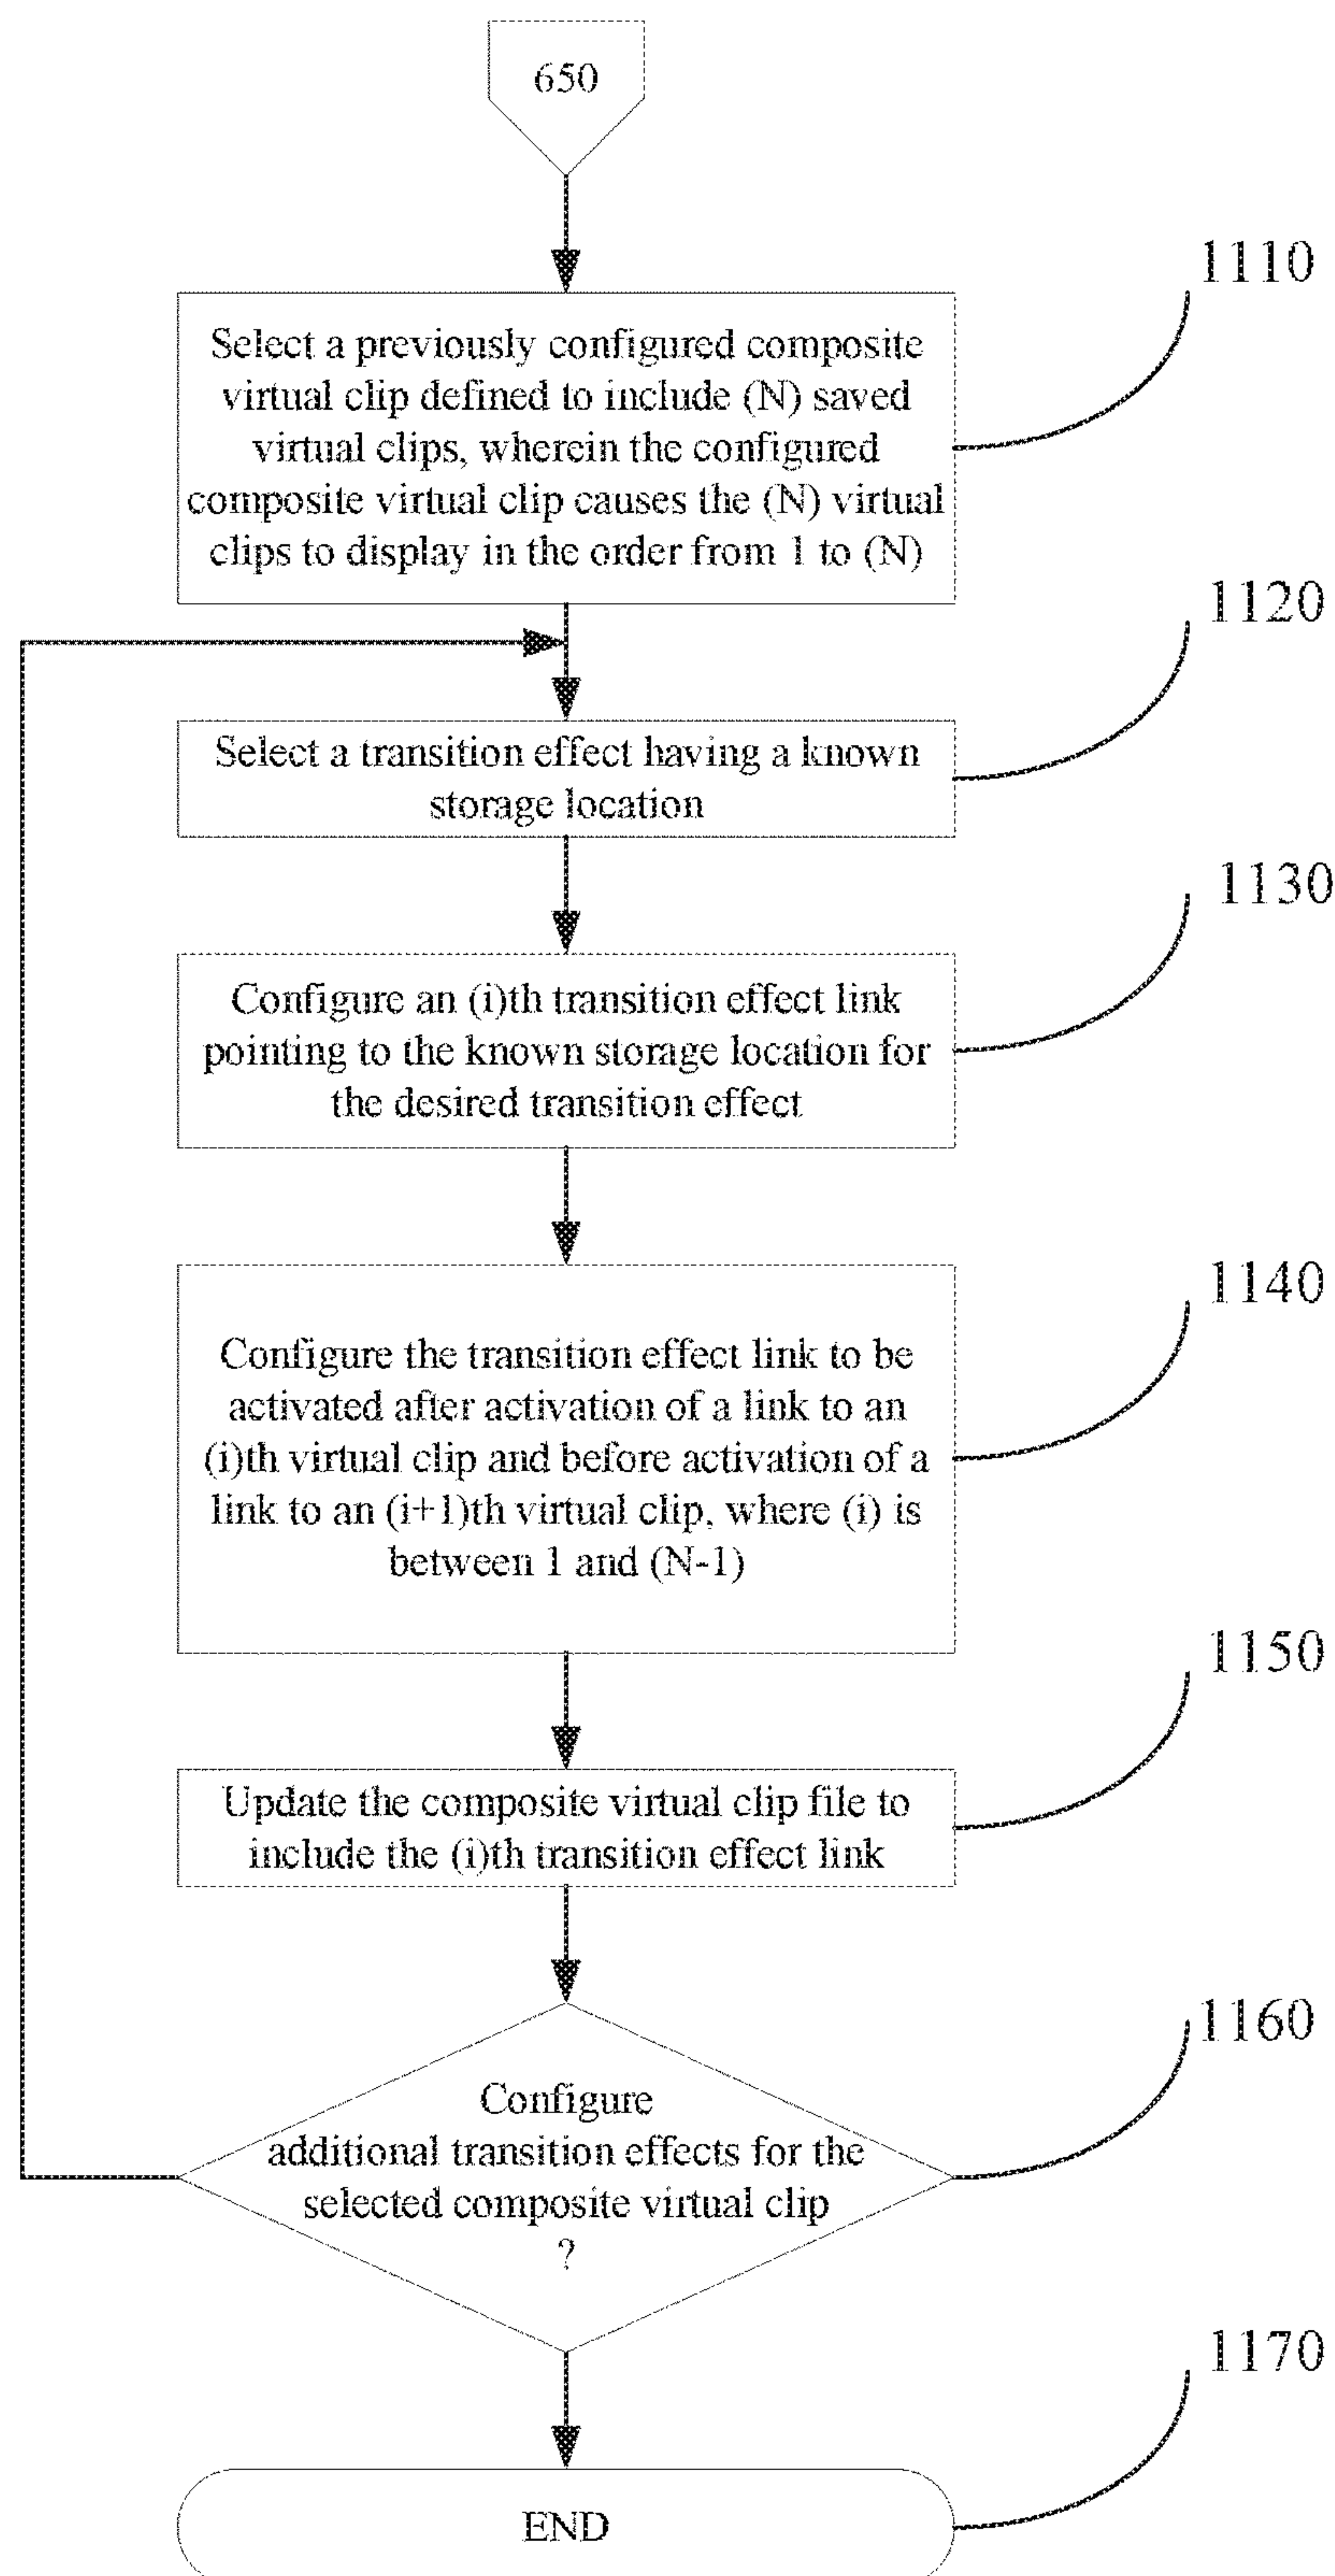 650
1110
Select a previously configured composite
virtual clip defined to include (N) saved
virtual clips, wherein the configured
composite virtual clip causes the (N) virtual
clips to display in the order from 1 to (N)
1120
Select a transition effect having a known
storage location
1130
Configure an (i)th transition effect link
pointing to the known storage location for
the desired transition effect
1140
Configure the transition effect link to be
activated after activation of a link to an
(i)th virtual clip and before activation of a
link to an (i+1)th virtual clip, where (i) is
between 1 and (N-1)
1150
Update the composite virtual clip file to
include the (i)th transition effect link
1160
Configure
additional transition effects for the
selected composite virtual clip
?
1170
END